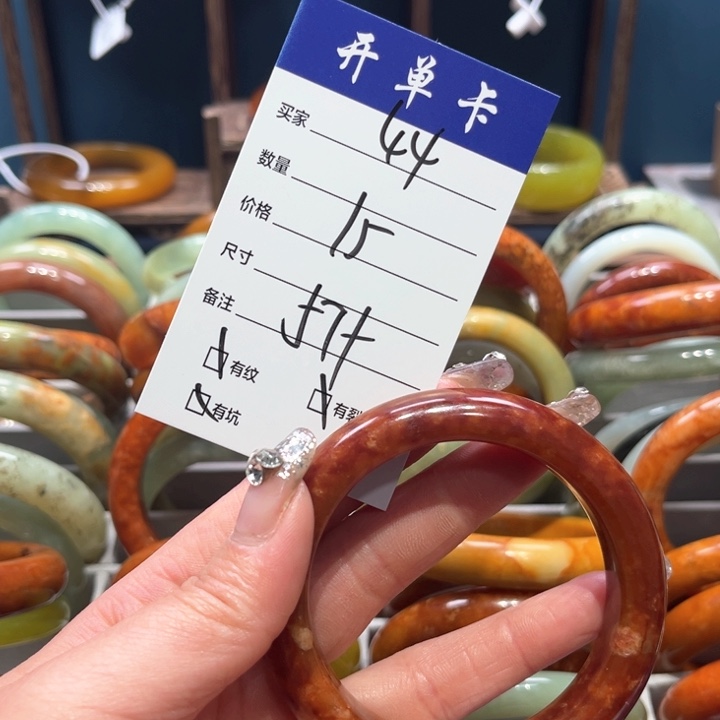 开单卡
买家 44
数量
价格 15
尺寸 57+
备注
有纹 有裂
有坑